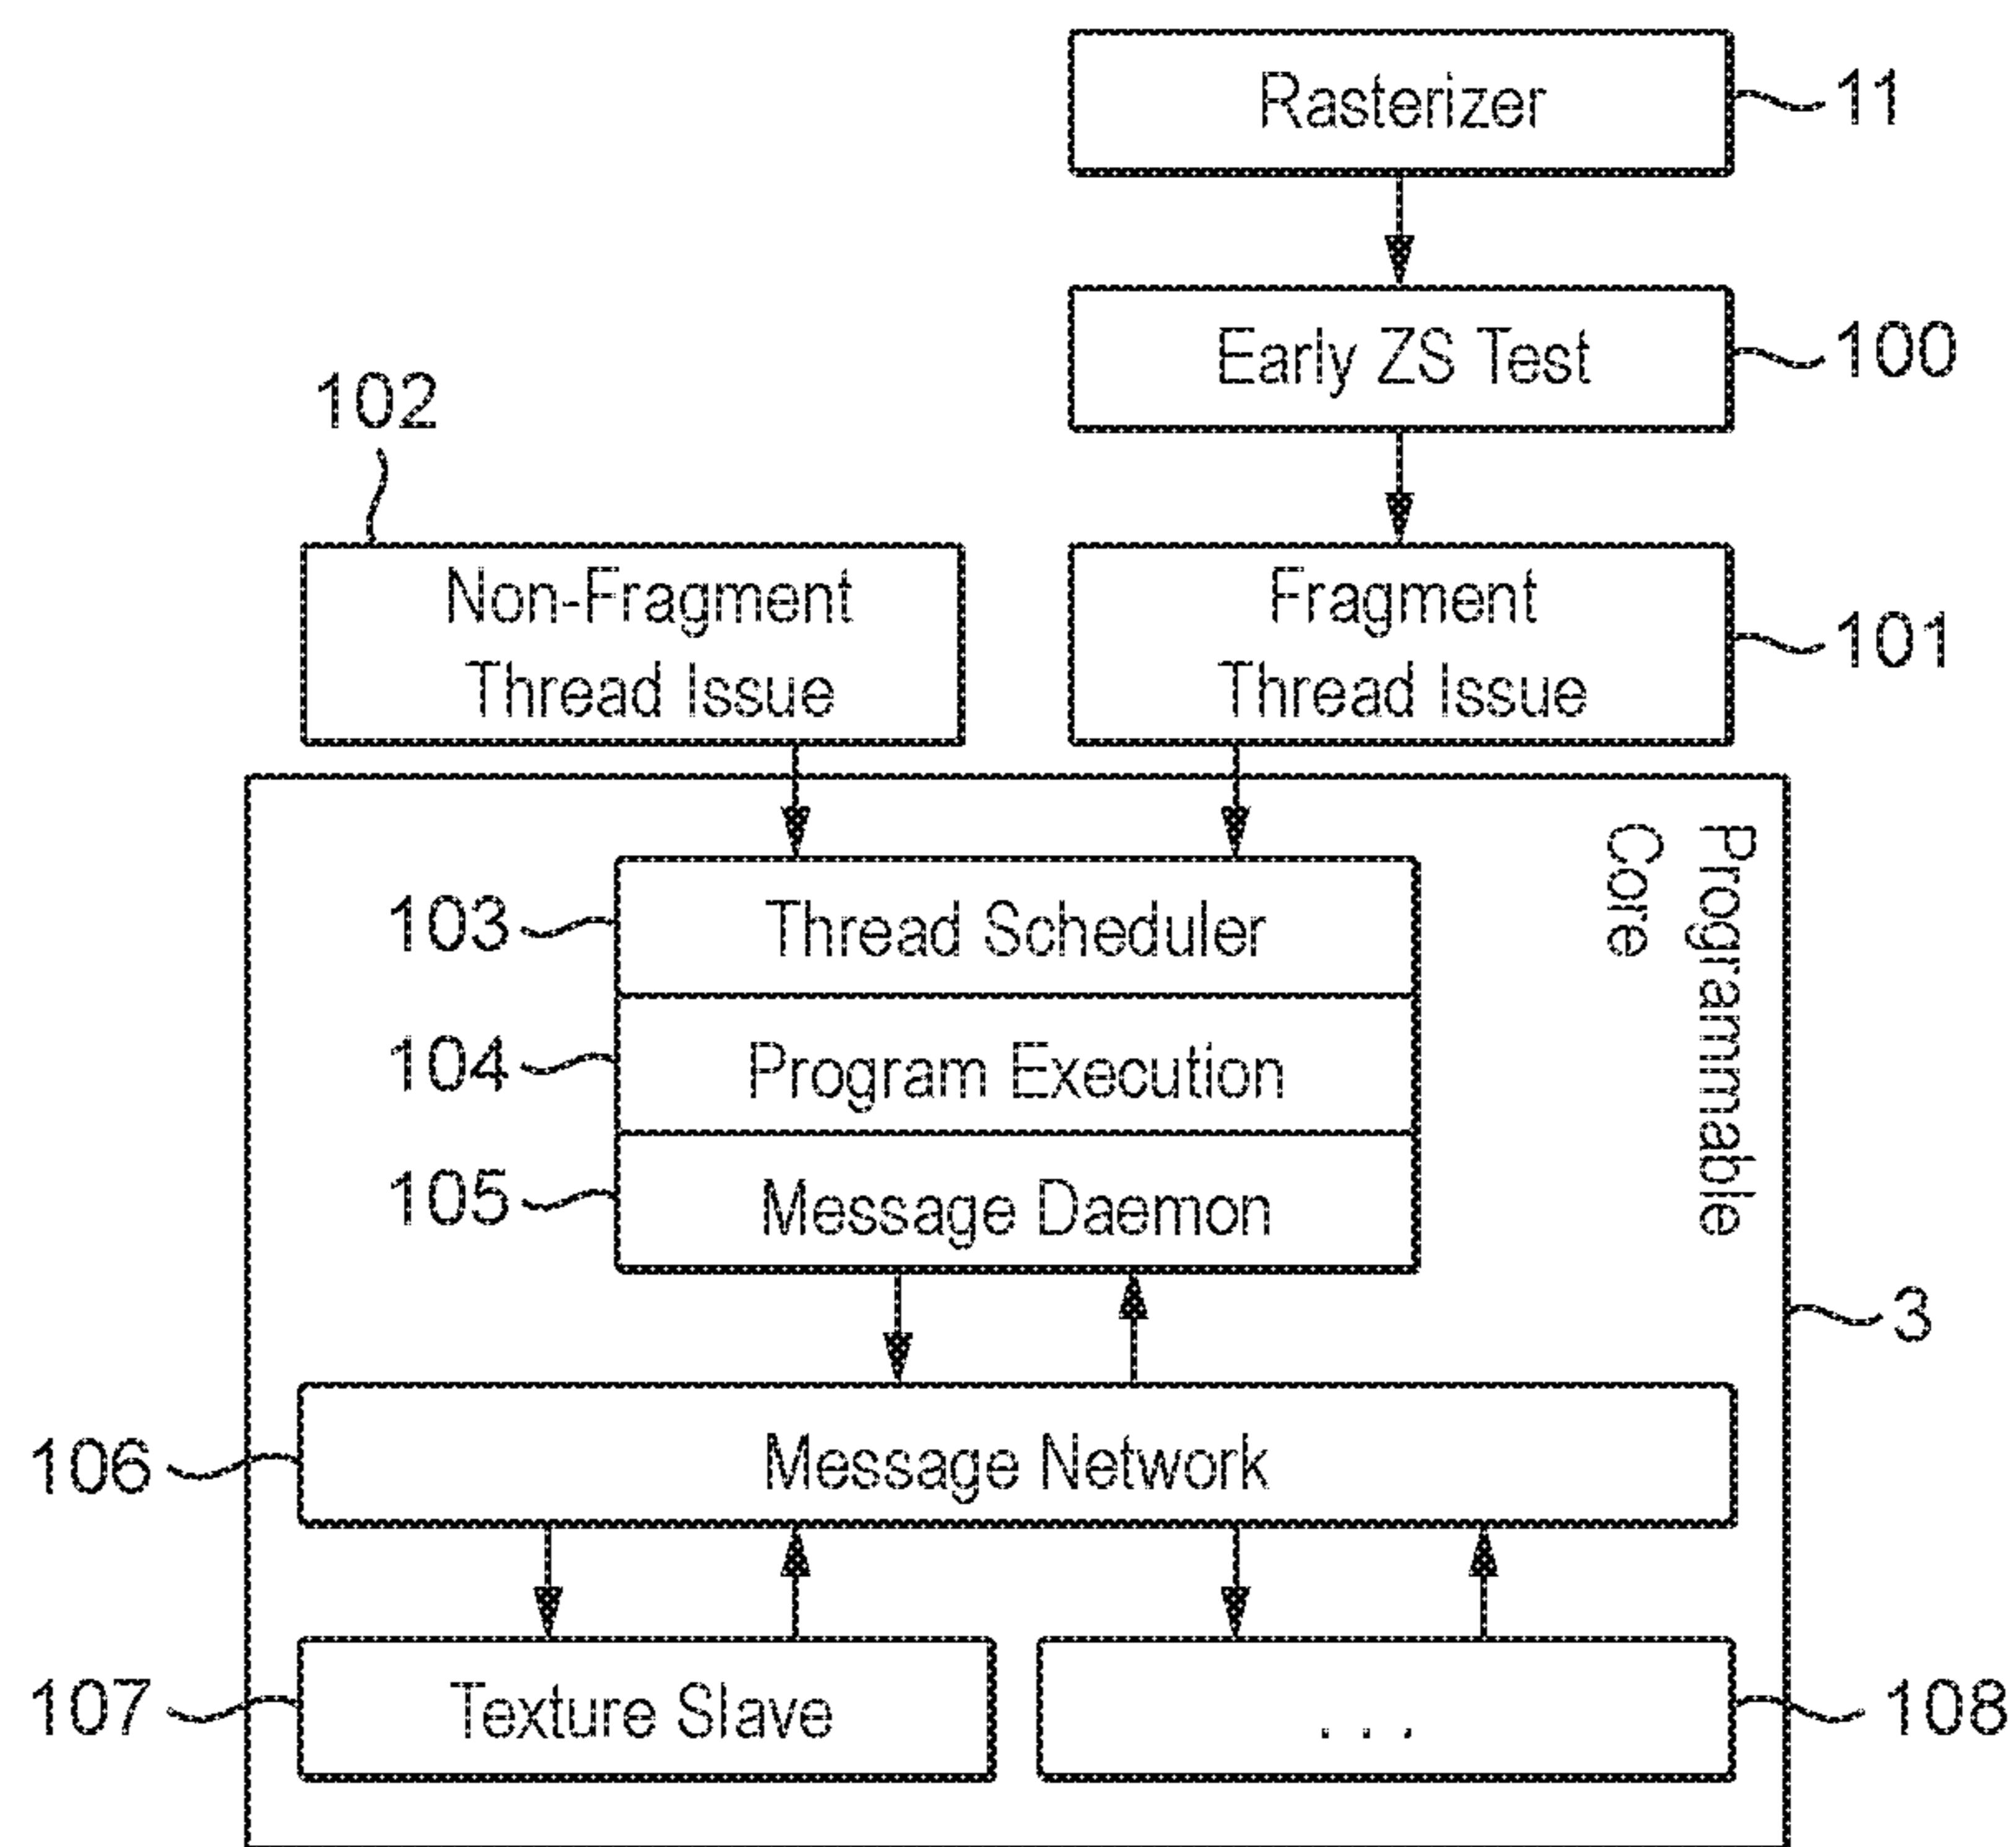 Rasterizer
11
Early ZS Test
100
102
Non-Fragment
Thread Issue
Fragment
Thread Issue
101
Programmable
Core
103
Thread Scheduler
104
Program Execution
105
Message Daemon
3
106
Message Network
107
Texture Slave
. . .
108